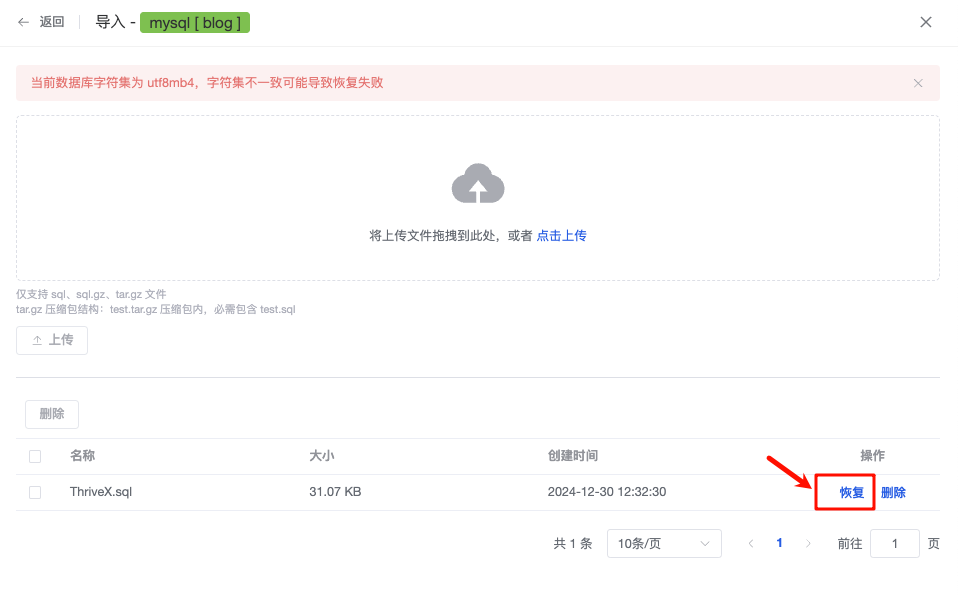 返回 导入 - mysql [ blog ]
当前数据库字符集为 utf8mb4，字符集不一致可能导致恢复失败
将上传文件拖拽到此处，或者 点击上传
仅支持 sql、sql.gz、tar.gz 文件
tar.gz 压缩包结构：test.tar.gz 压缩包内，必需包含 test.sql
上传
删除
名称 大小 创建时间 操作
ThriveX.sql 31.07 KB 2024-12-30 12:32:30 恢复 删除
共 1 条 10条/页 1 前往 1 页